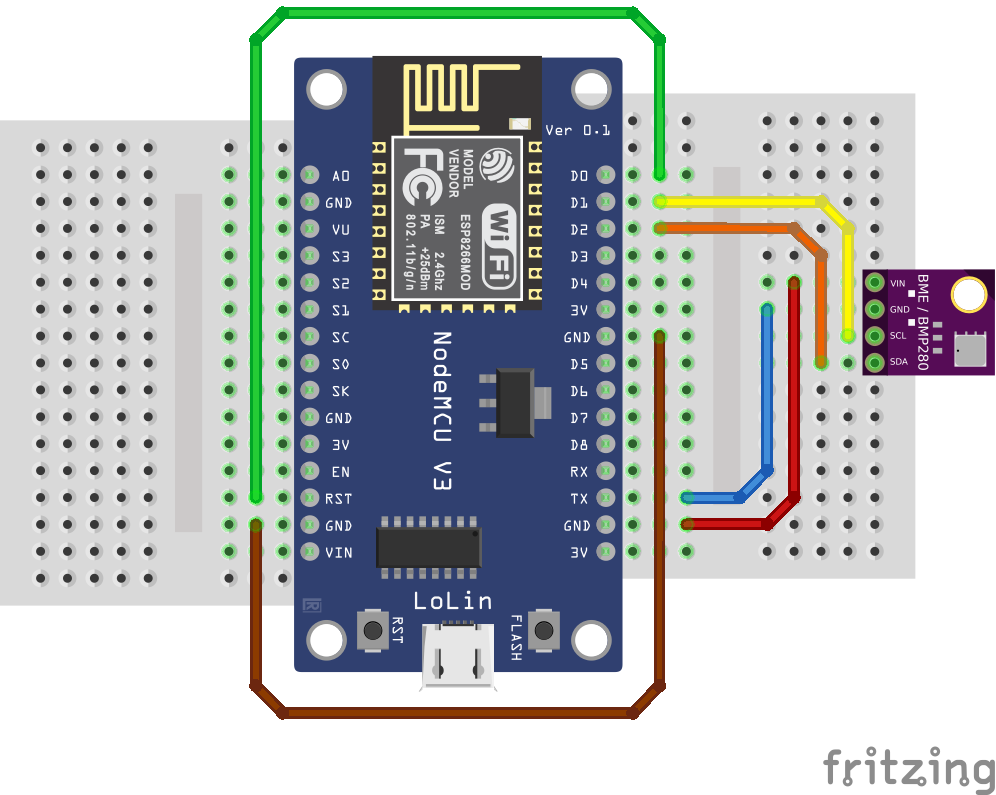 Ver 0.1
MODEL
VENDOR
FC
ISM 2.4GHz
PA +25dBm
802.11b/g/n
ESP8266MOD
WiFi
A0
GND
VU
S3
S2
S1
SC
S0
SK
GND
3V
EN
RST
GND
VIN
D0
D1
D2
D3
D4
3V
GND
D5
D6
D7
D8
RX
TX
GND
3V
NodeMCU V3
LoLin
RST
FLASH
VIN
GND
SCL
SDA
BME / BMP280
fritzing